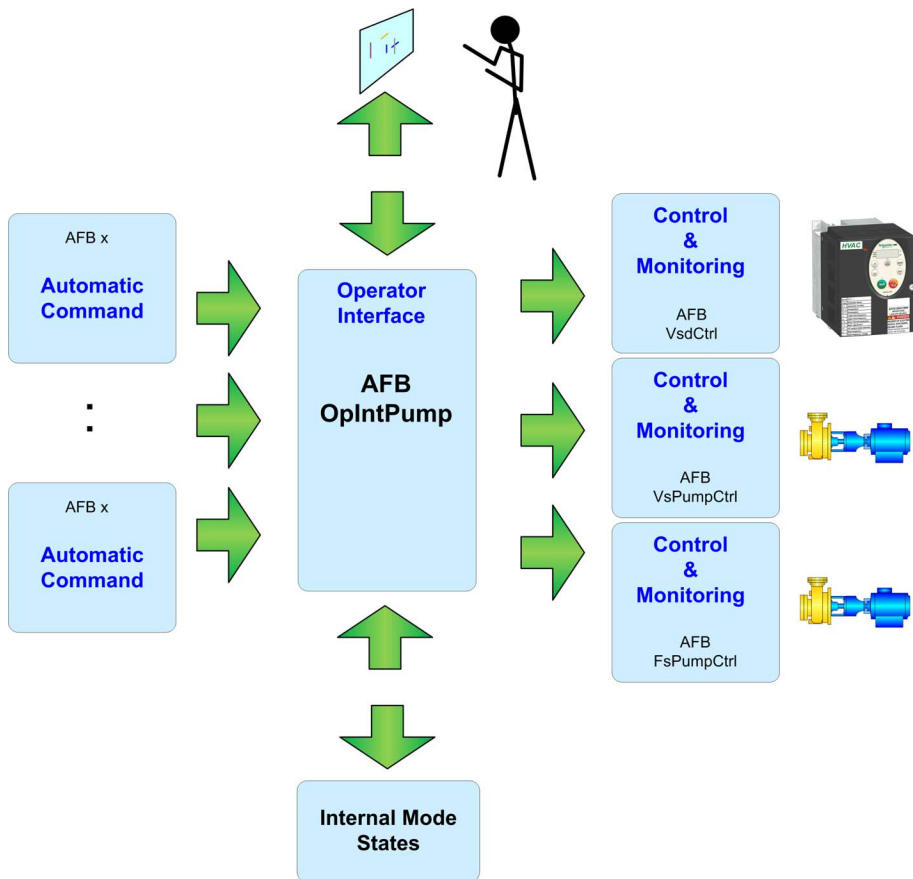 AFB x
Automatic
Command
:
AFB x
Automatic
Command
Operator
Interface
AFB
OpIntPump
Internal Mode
States
Control
&
Monitoring
AFB
VsdCtrl
Control
&
Monitoring
AFB
VsPumpCtrl
Control
&
Monitoring
AFB
FsPumpCtrl
HVAC